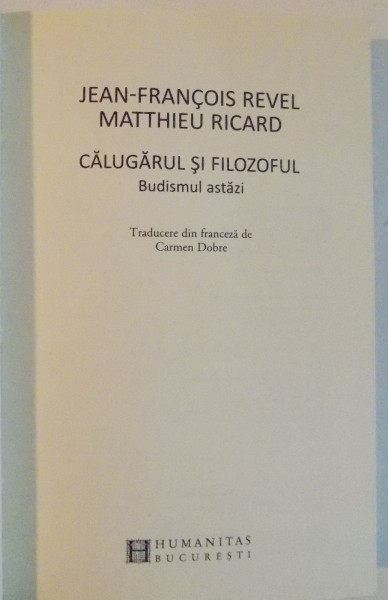 JEAN-FRANÇOIS REVEL
MATTHIEU RICARD
CĂLUGĂRUL ŞI FILOZOFUL
Budismul astăzi
Traducere din franceză de
Carmen Dobre
HUMANITAS
BUCUREŞTI